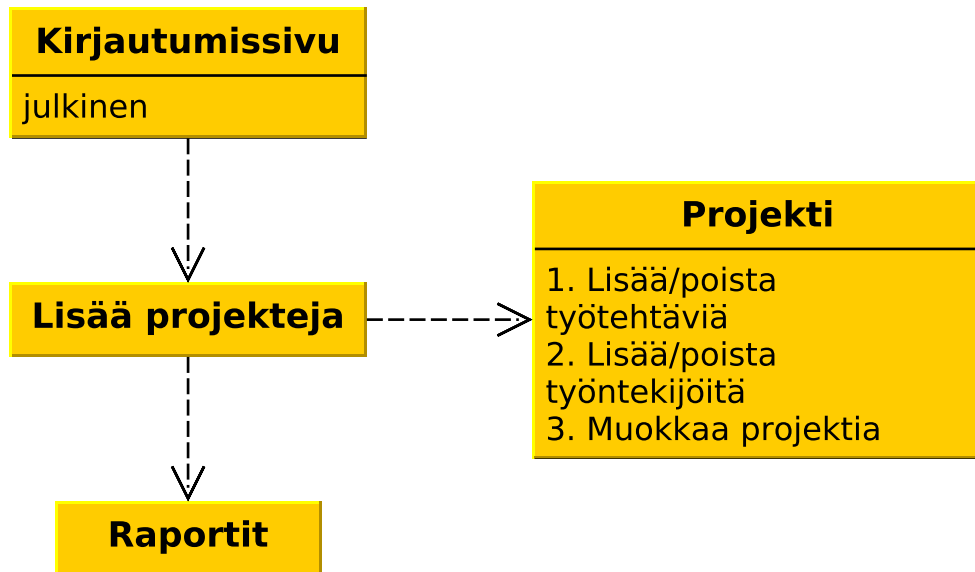 Kirjautumissivu
julkinen
Lisää projekteja
Projekti
1. Lisää/poista
työtehtäviä
2. Lisää/poista
työntekijöitä
3. Muokkaa projektia
Raportit